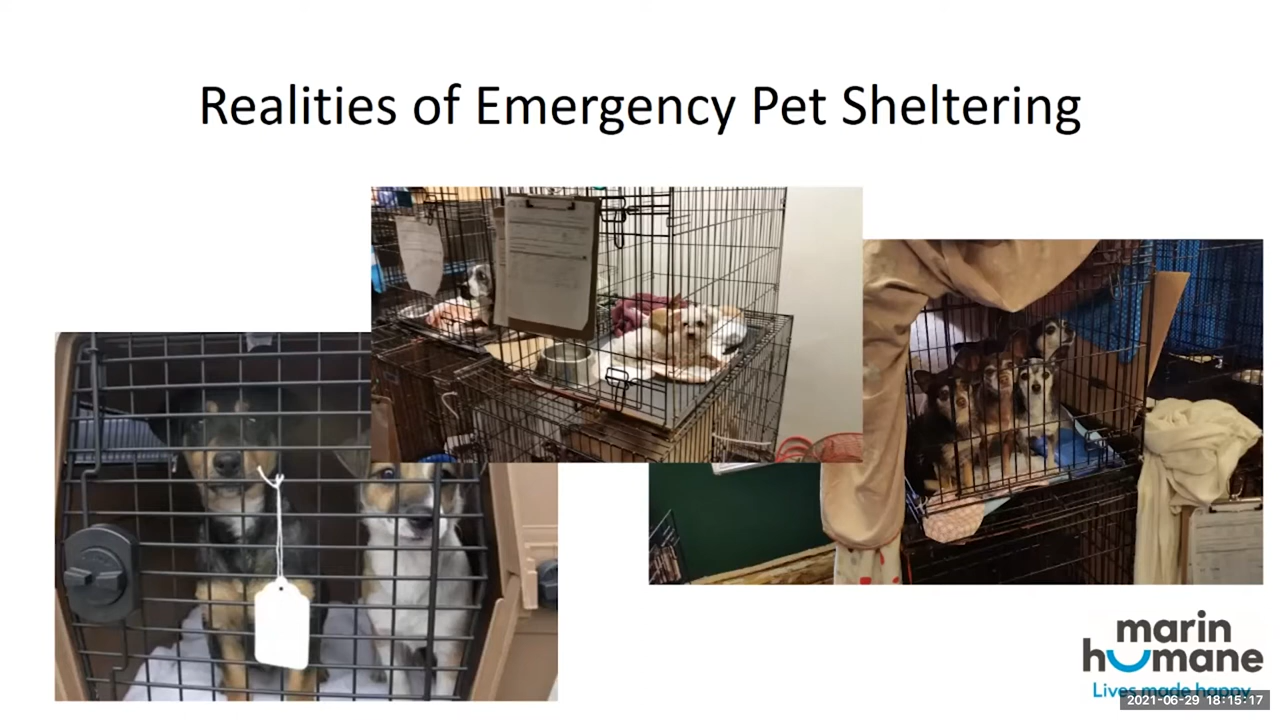 Realities of Emergency Pet Sheltering
marin
humane
Lives made happy
2021-06-29 18:15:17